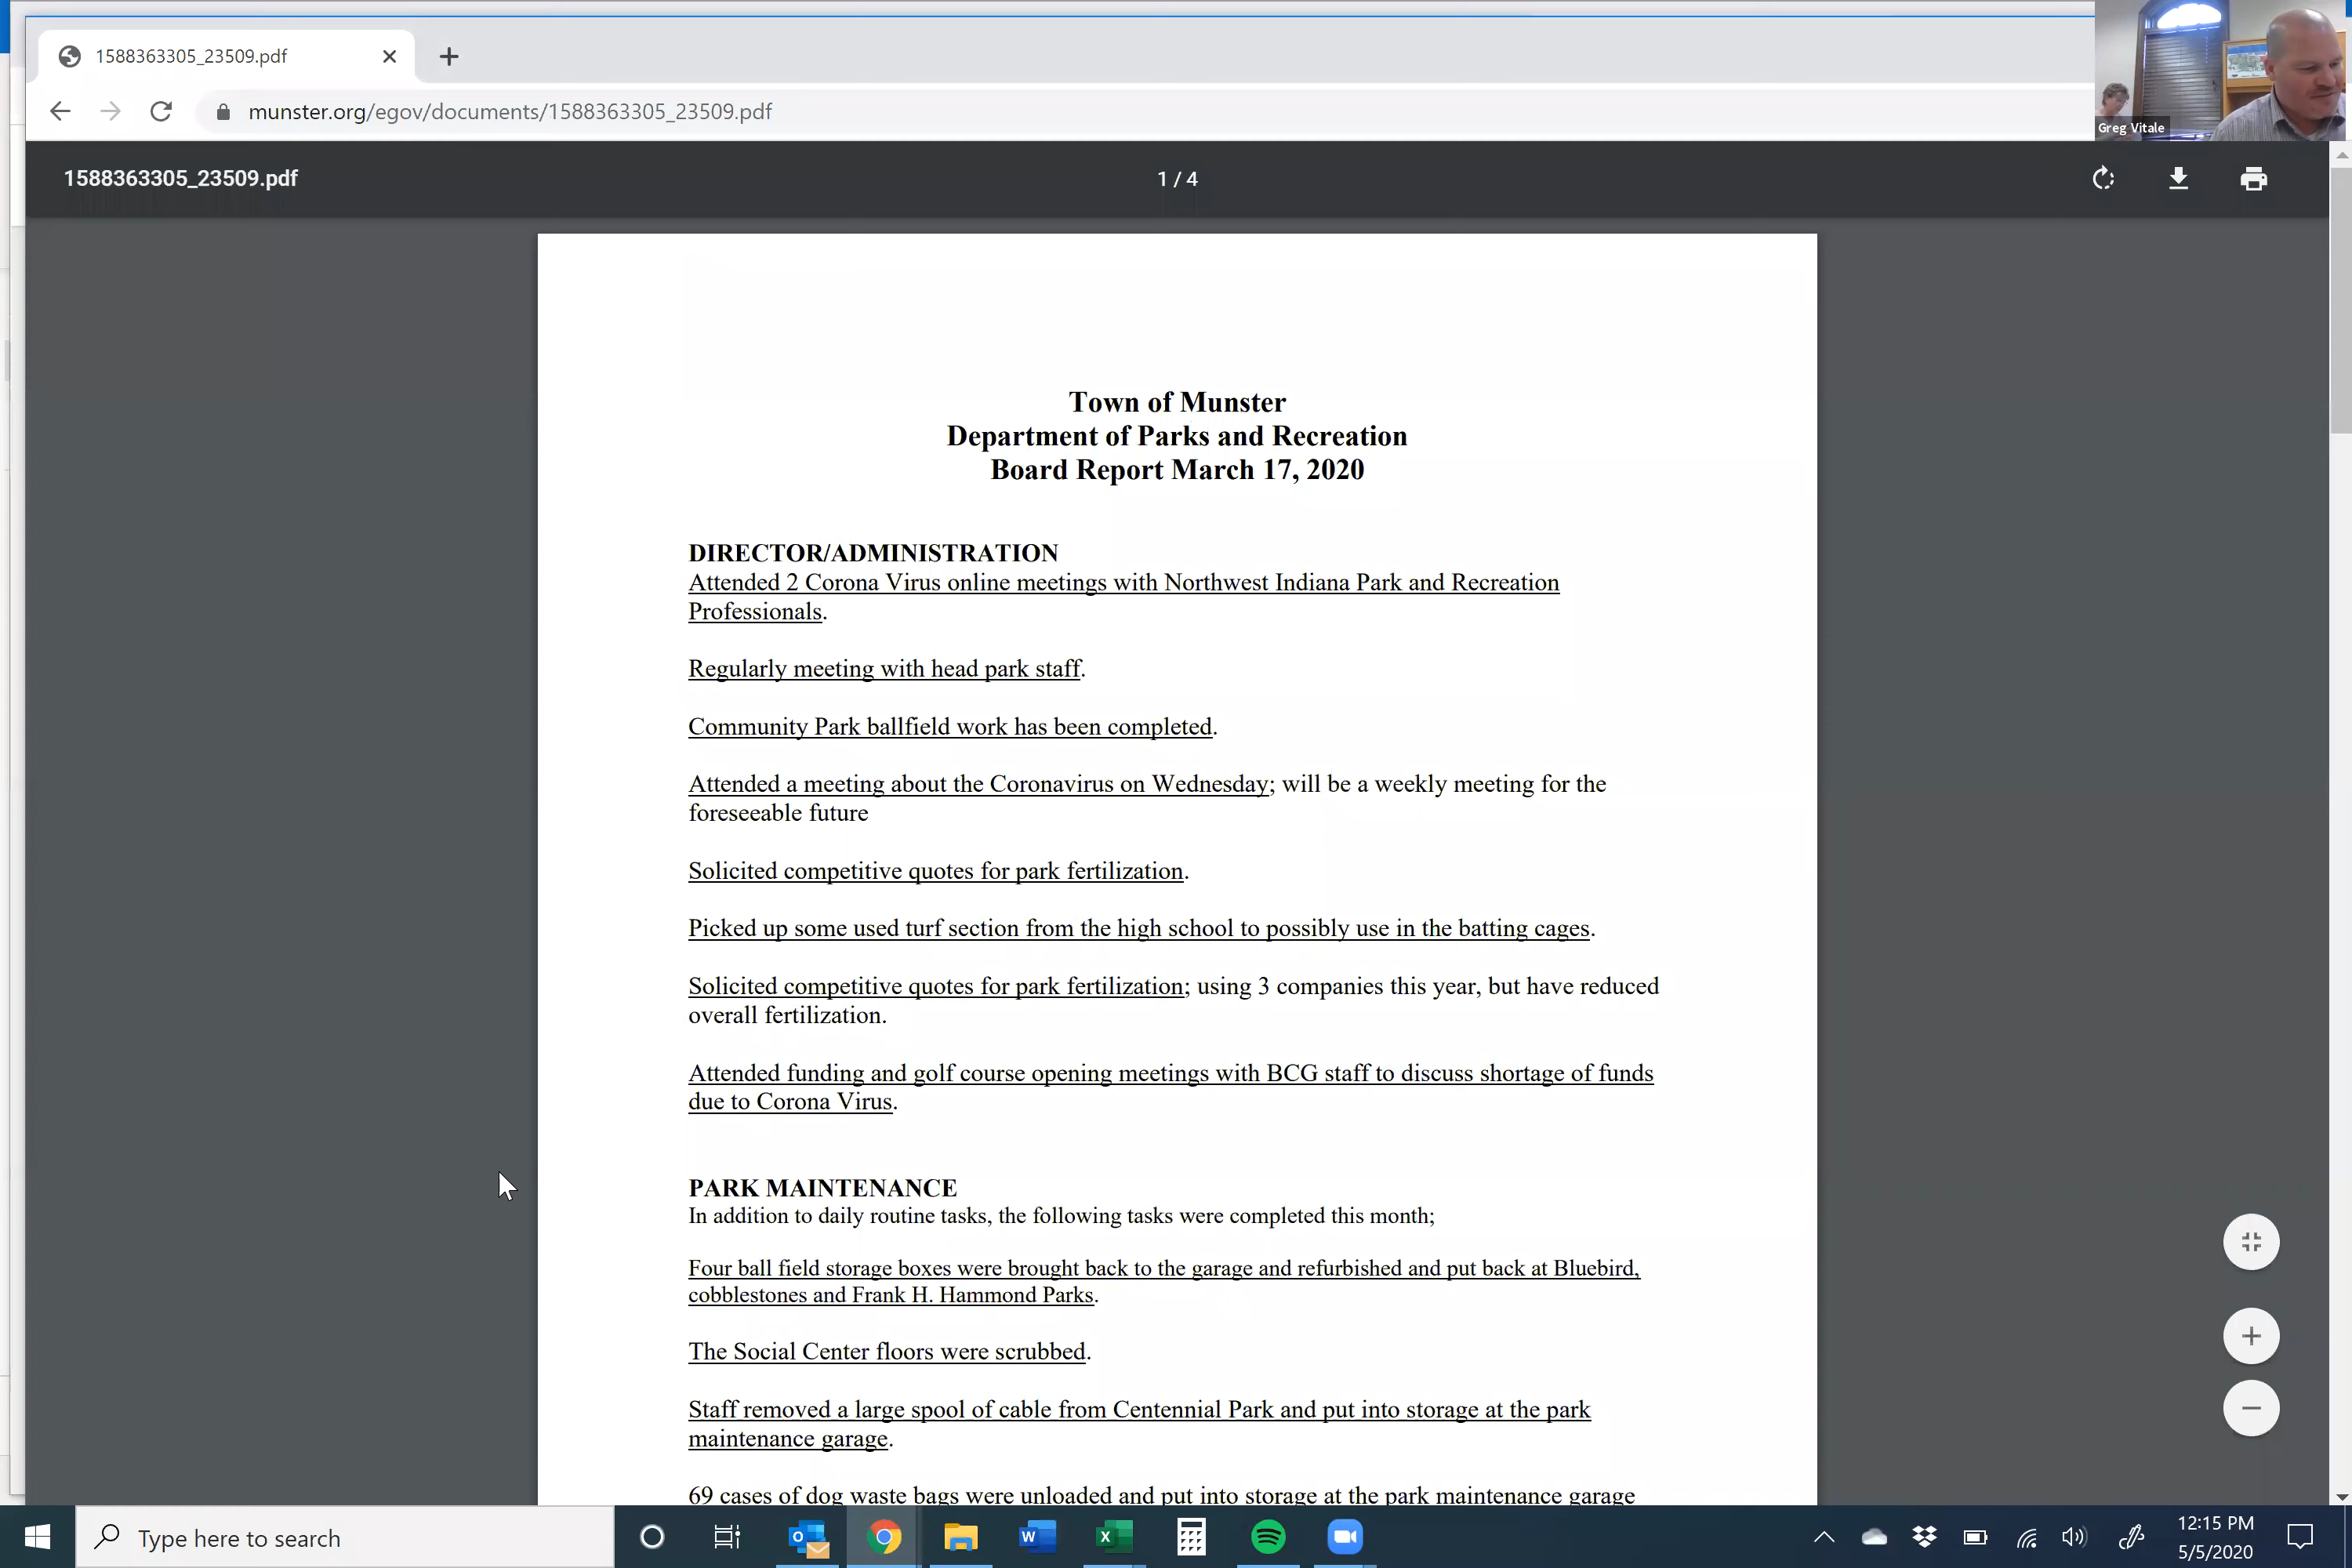 1588363305_23509.pdf
munster.org/egov/documents/1588363305_23509.pdf
Greg Vitale
1588363305_23509.pdf
1 / 4
Town of Munster
Department of Parks and Recreation
Board Report March 17, 2020
DIRECTOR/ADMINISTRATION
Attended 2 Corona Virus online meetings with Northwest Indiana Park and Recreation
Professionals.
Regularly meeting with head park staff.
Community Park ballfield work has been completed.
Attended a meeting about the Coronavirus on Wednesday; will be a weekly meeting for the
foreseeable future
Solicited competitive quotes for park fertilization.
Picked up some used turf section from the high school to possibly use in the batting cages.
Solicited competitive quotes for park fertilization; using 3 companies this year, but have reduced
overall fertilization.
Attended funding and golf course opening meetings with BCG staff to discuss shortage of funds
due to Corona Virus.
PARK MAINTENANCE
In addition to daily routine tasks, the following tasks were completed this month;
Four ball field storage boxes were brought back to the garage and refurbished and put back at Bluebird,
cobblestones and Frank H. Hammond Parks.
The Social Center floors were scrubbed.
Staff removed a large spool of cable from Centennial Park and put into storage at the park
maintenance garage.
69 cases of dog waste bags were unloaded and put into storage at the park maintenance garage
Type here to search
12:15 PM
5/5/2020